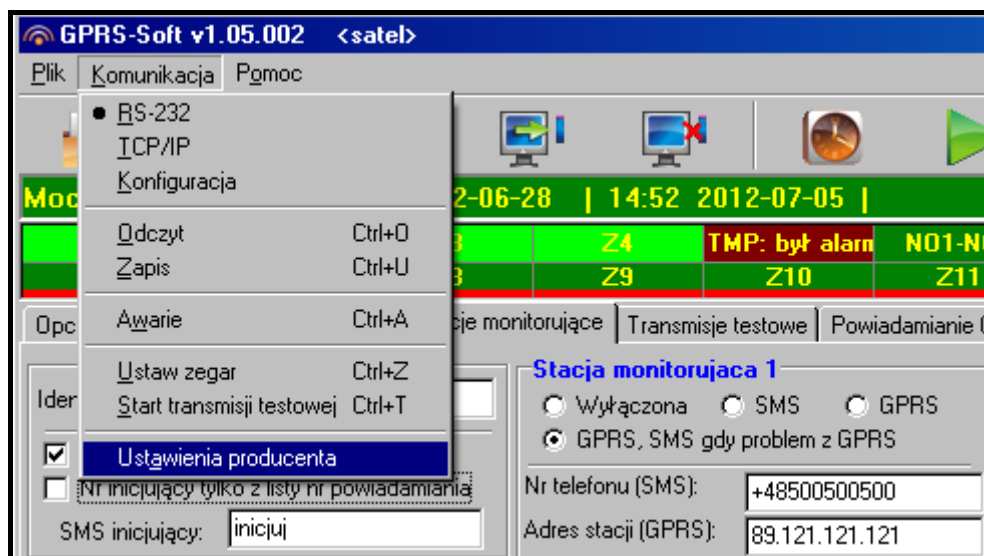 GPRS-Soft v1.05.002 <satel>
Plik Komunikacja Pomoc
RS-232
TCP/IP
Konfiguracja
Odczyt Ctrl+O
Zapis Ctrl+U
Awarie Ctrl+A
Ustaw zegar Ctrl+Z
Start transmisji testowej Ctrl+T
Ustawienia producenta
2-06-28 | 14:52 2012-07-05 |
Z4 TMP: był alarm NO1-N
Z9 Z10 Z11
Opc cje monitorujące Transmisje testowe Powiadamianie
Stacja monitorujaca 1
Iden Wyłączona SMS GPRS
GPRS, SMS gdy problem z GPRS
Nr inicjujący tylko z listy nr powiadamiania
Nr telefonu (SMS): +48500500500
SMS inicjujący: inicjuj
Adres stacji (GPRS): 89.121.121.121